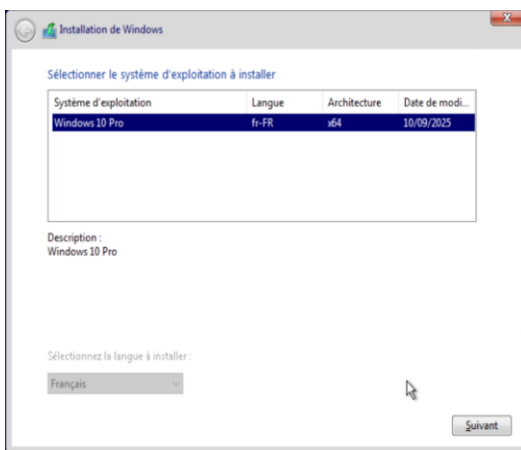 Installation de Windows
Sélectionner le système d'exploitation à installer
Système d'exploitation Langue Architecture Date de modi...
Windows 10 Pro fr-FR x64 10/09/2025
Description :
Windows 10 Pro
Sélectionnez la langue à installer :
Français
Suivant